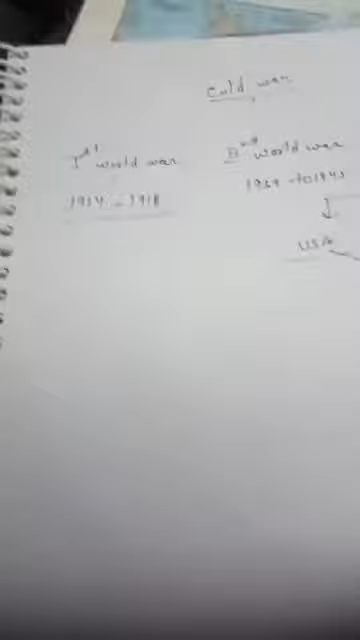 Cold war
Ist world war
IInd world war
1914 - 1918
1939 - to 1945
USA